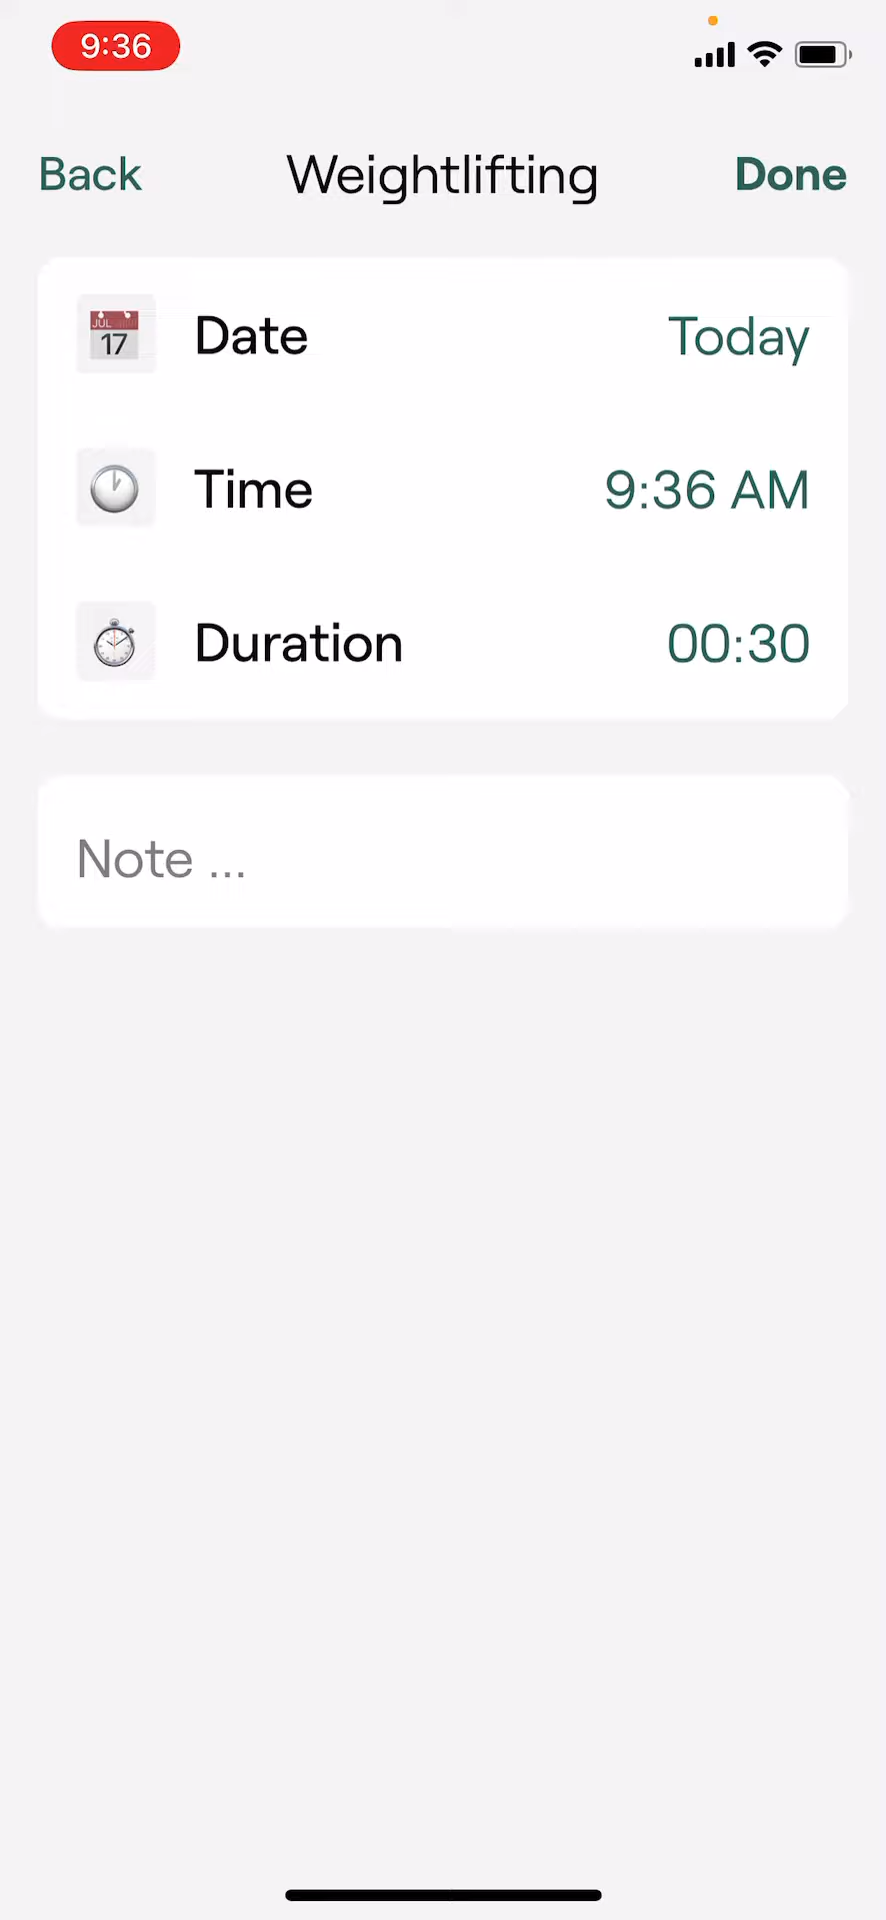 9:36
Back Weightlifting Done
JUL
17
Date Today
Time 9:36 AM
Duration 00:30
Note ...